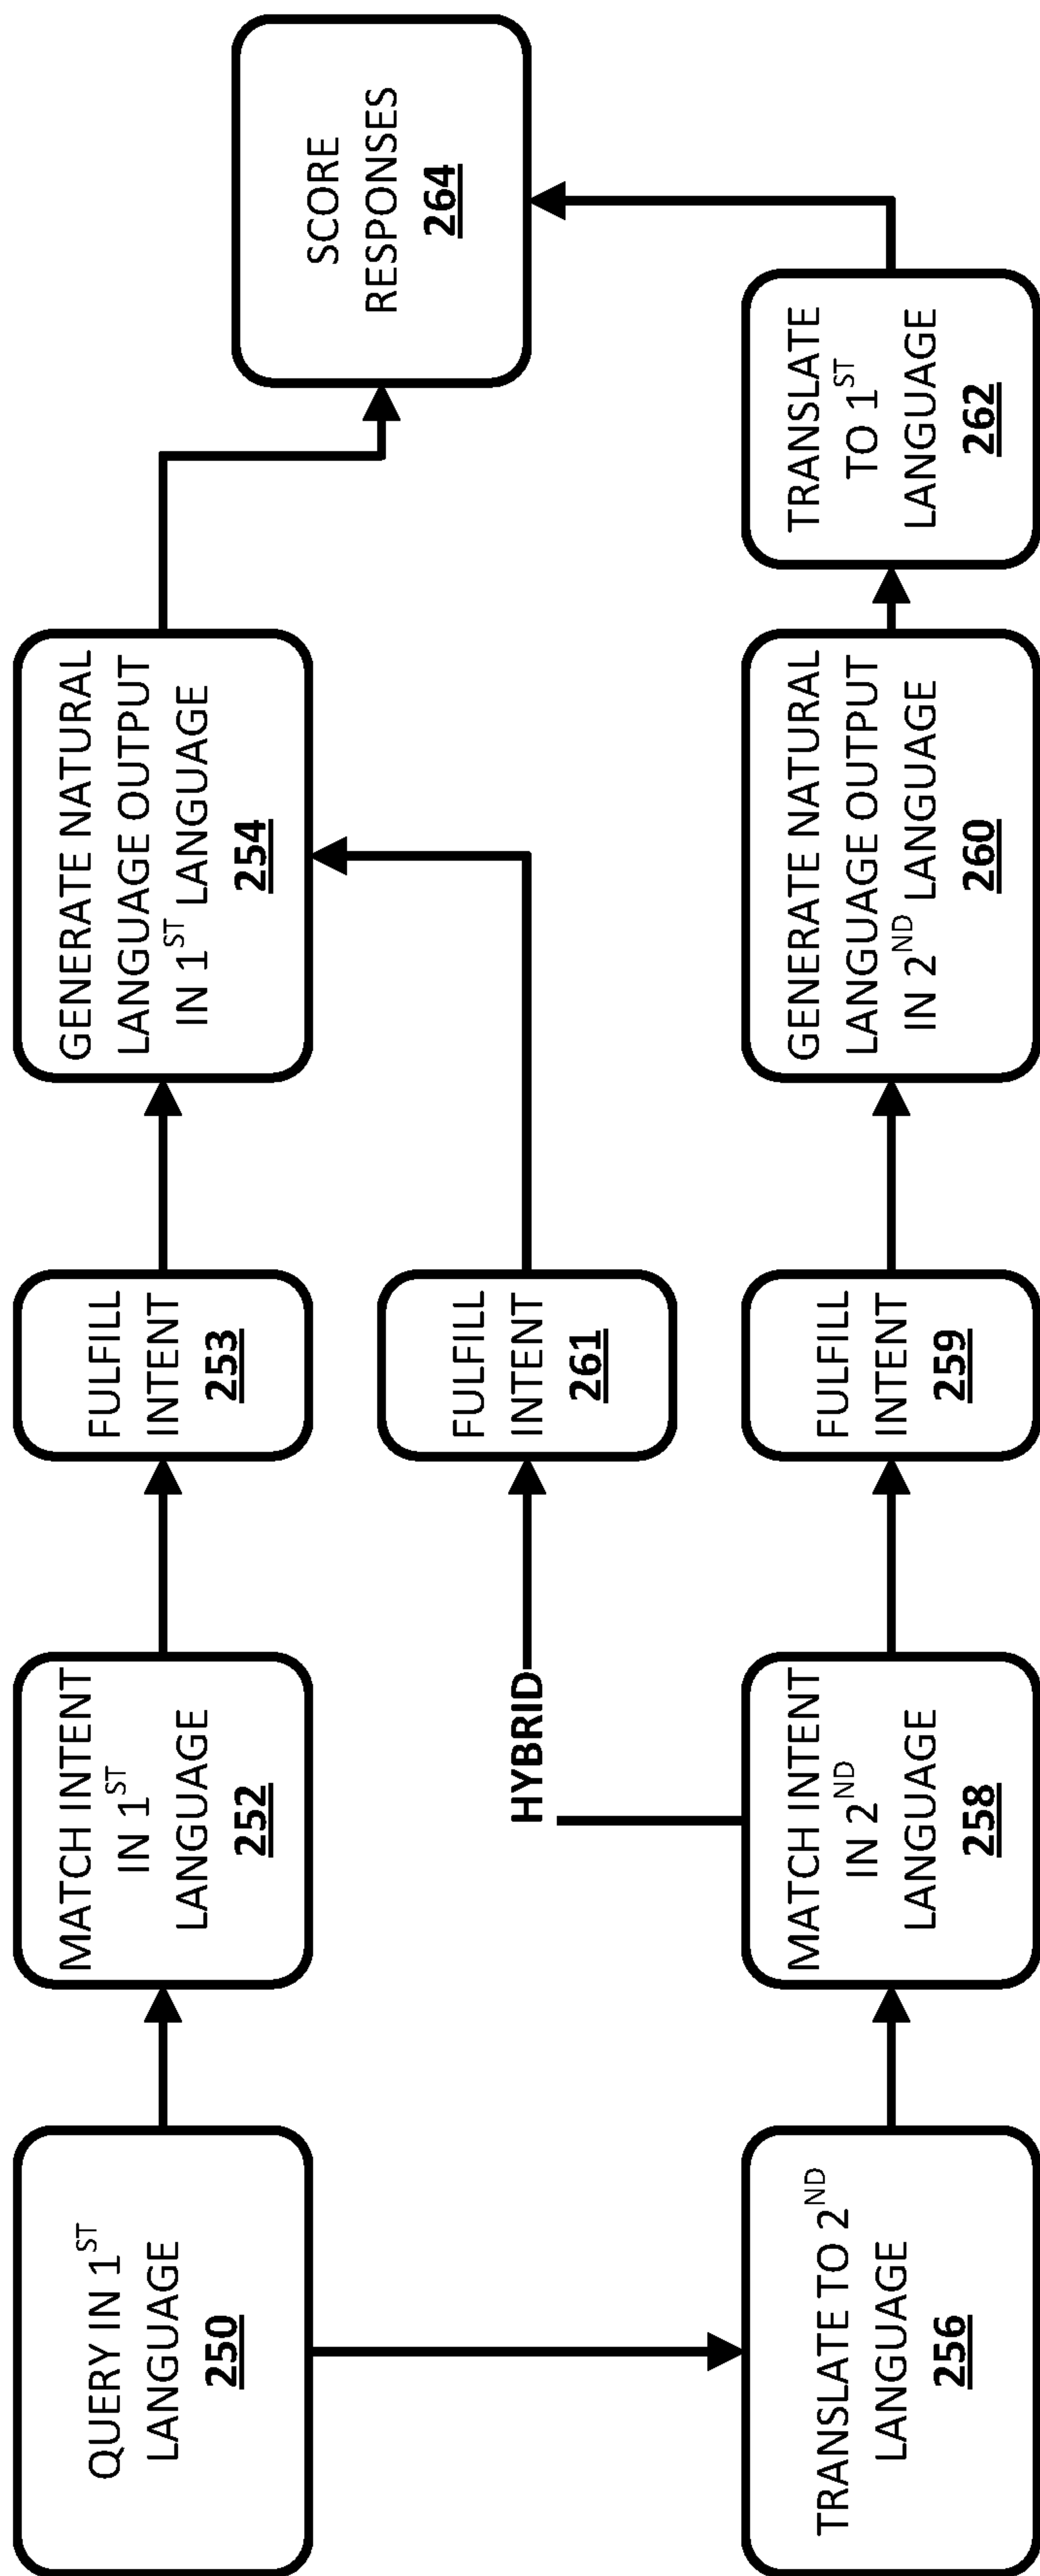 QUERY IN 1ST
LANGUAGE
250
MATCH INTENT
IN 1ST
LANGUAGE
252
FULFILL
INTENT
253
GENERATE NATURAL
LANGUAGE OUTPUT
IN 1ST LANGUAGE
254
SCORE
RESPONSES
264
HYBRID
FULFILL
INTENT
261
TRANSLATE TO 2ND
LANGUAGE
256
MATCH INTENT
IN 2ND
LANGUAGE
258
FULFILL
INTENT
259
GENERATE NATURAL
LANGUAGE OUTPUT
IN 2ND LANGUAGE
260
TRANSLATE
TO 1ST
LANGUAGE
262